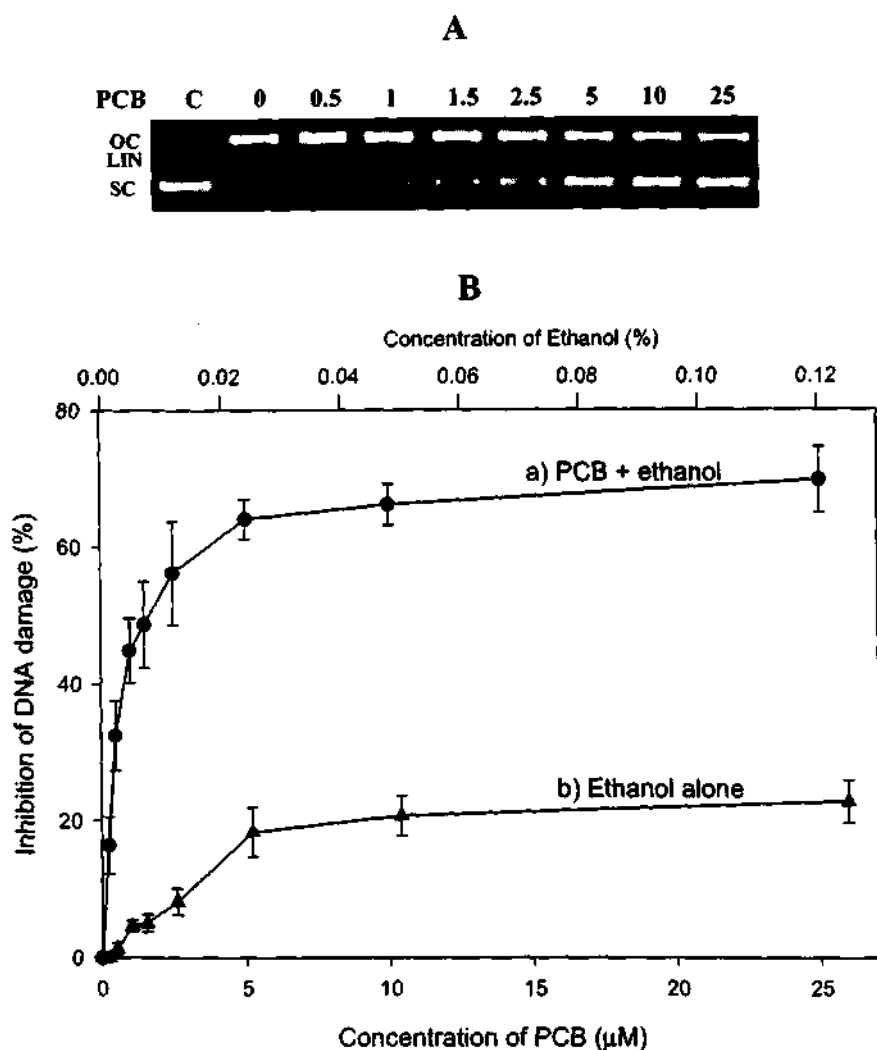 A
PCB C 0 0.5 1 1.5 2.5 5 10 25
OC
LIN
SC
B
Concentration of Ethanol (%)
0.00 0.02 0.04 0.06 0.08 0.10 0.12
80
60
40
20
0
Inhibition of DNA damage (%)
a) PCB + ethanol
b) Ethanol alone
0 5 10 15 20 25
Concentration of PCB (μM)